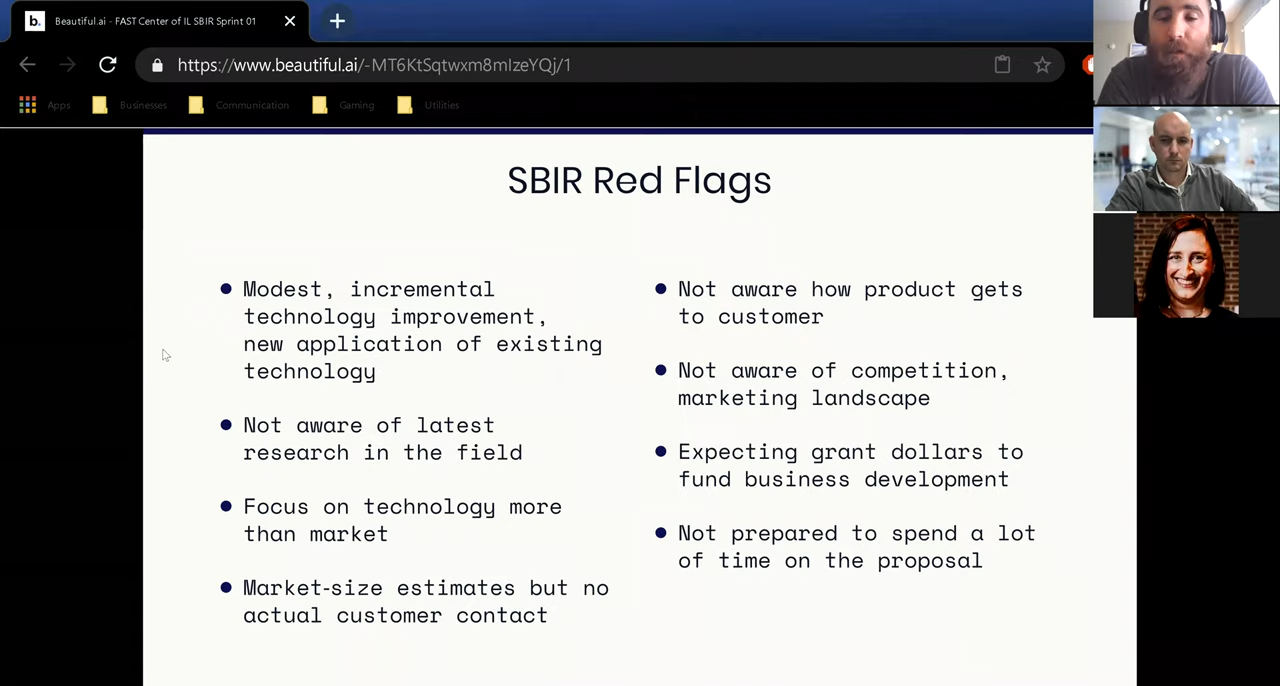 b.
Beautiful.ai - FAST Center of IL SBIR Sprint 01
https://www.beautiful.ai/-MT6KtSqtwxm8mIzeYQj/1
Apps
Businesses
Communication
Gaming
Utilities
SBIR Red Flags
Modest, incremental
technology improvement,
new application of existing
technology
Not aware of latest
research in the field
Focus on technology more
than market
Market-size estimates but no
actual customer contact
Not aware how product gets
to customer
Not aware of competition,
marketing landscape
Expecting grant dollars to
fund business development
Not prepared to spend a lot
of time on the proposal